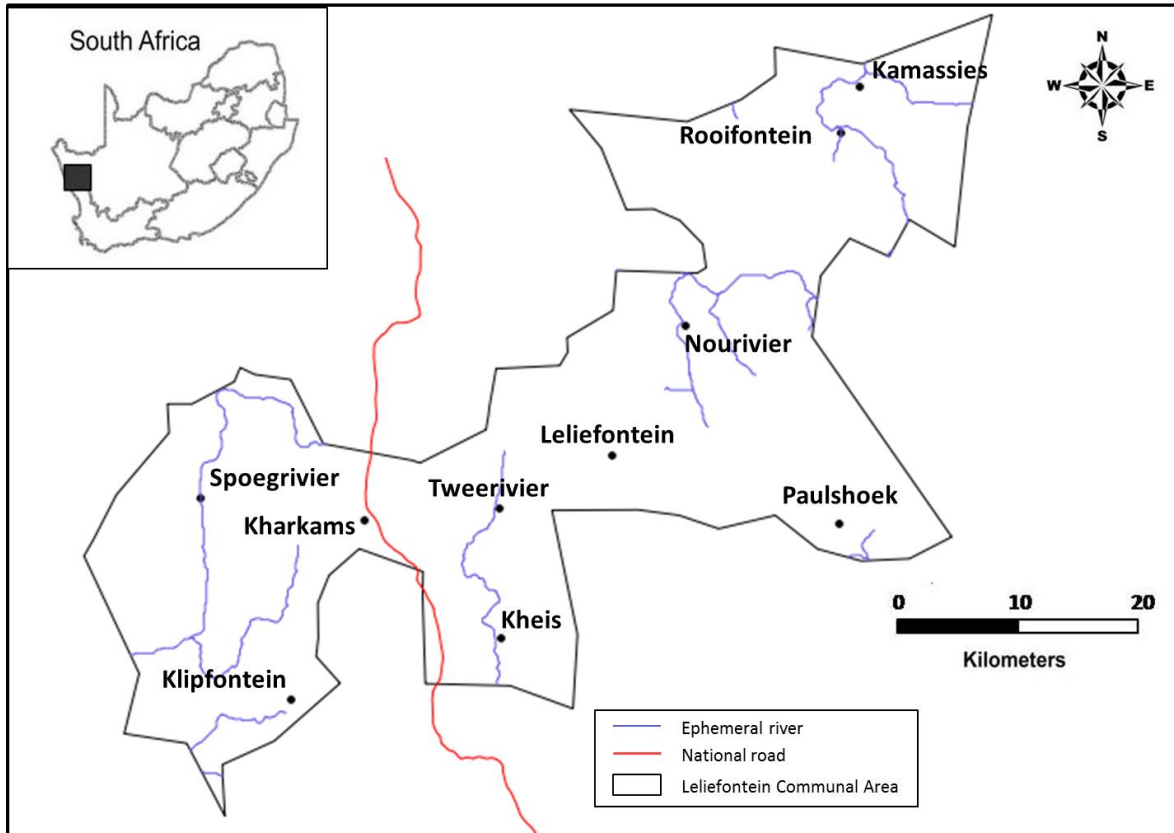 South Africa
N
W
E
S
Kamassies
Rooifontein
Nourivier
Leliefontein
Spoegrivier
Tweerivier
Paulshoek
Kharkams
Kheis
Klipfontein
0 10 20
Kilometers
Ephemeral river
National road
Leliefontein Communal Area